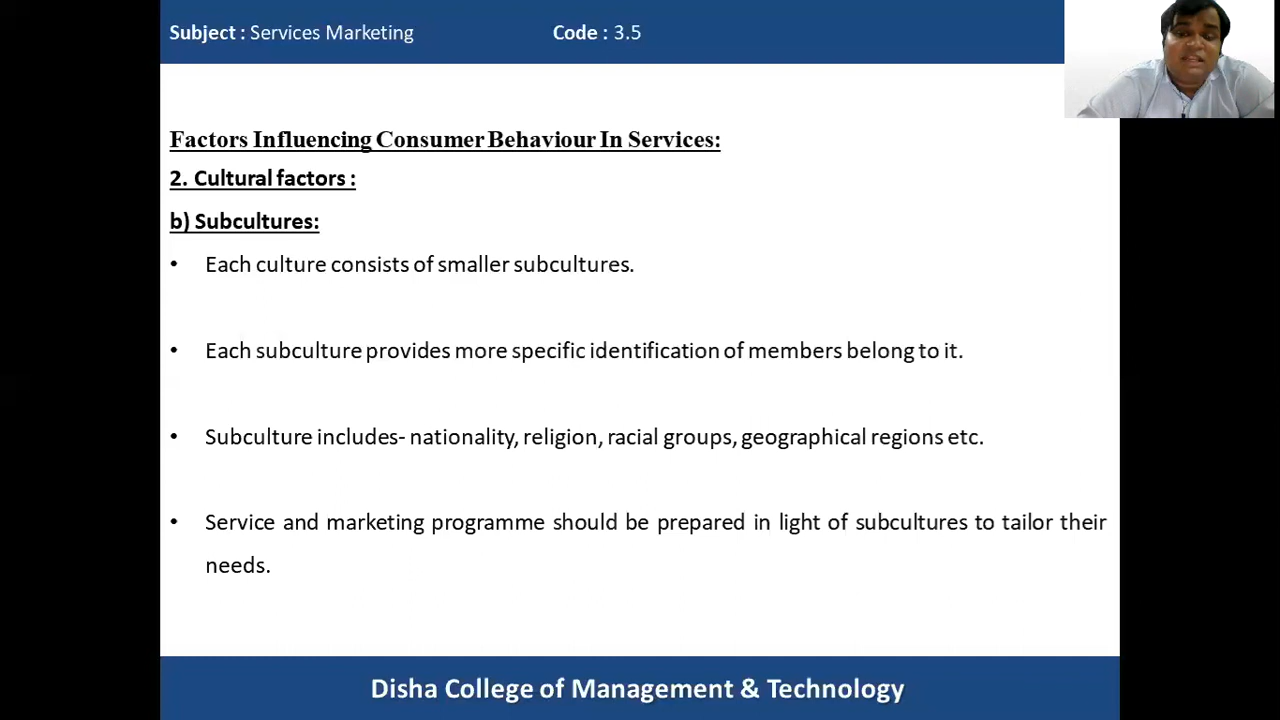 Subject : Services Marketing Code : 3.5
Factors Influencing Consumer Behaviour In Services:
2. Cultural factors :
b) Subcultures:
• Each culture consists of smaller subcultures.
• Each subculture provides more specific identification of members belong to it.
• Subculture includes- nationality, religion, racial groups, geographical regions etc.
• Service and marketing programme should be prepared in light of subcultures to tailor their
needs.
Disha College of Management & Technology